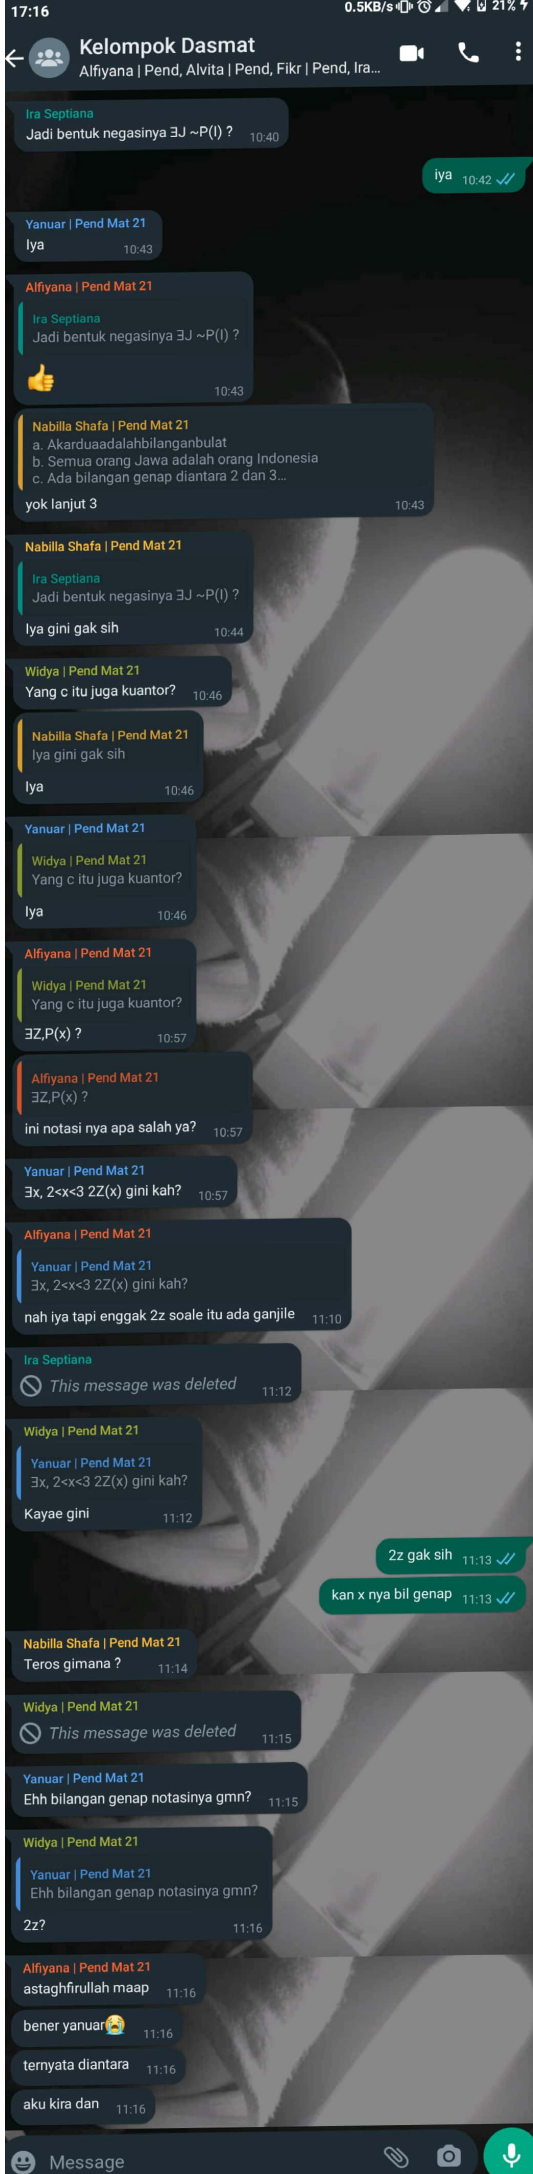 17:16
0.5KB/s 21%
Kelompok Dasmat
Alfiyana | Pend, Alvita | Pend, Fikr | Pend, Ira...
Ira Septiana
Jadi bentuk negasinya ∃J ~P(I) ? 10:40
iya 10:42
Yanuar | Pend Mat 21
Iya 10:43
Alfiyana | Pend Mat 21
Ira Septiana
Jadi bentuk negasinya ∃J ~P(I) ?
👍
10:43
Nabilla Shafa | Pend Mat 21
a. Akarduaadalahbilanganbulat
b. Semua orang Jawa adalah orang Indonesia
c. Ada bilangan genap diantara 2 dan 3...
yok lanjut 3 10:43
Nabilla Shafa | Pend Mat 21
Ira Septiana
Jadi bentuk negasinya ∃J ~P(I) ?
Iya gini gak sih 10:44
Widya | Pend Mat 21
Yang c itu juga kuantor? 10:46
Nabilla Shafa | Pend Mat 21
Iya gini gak sih
Iya 10:46
Yanuar | Pend Mat 21
Widya | Pend Mat 21
Yang c itu juga kuantor?
Iya 10:46
Alfiyana | Pend Mat 21
Widya | Pend Mat 21
Yang c itu juga kuantor?
∃Z,P(x) ? 10:57
Alfiyana | Pend Mat 21
∃Z,P(x) ?
ini notasi nya apa salah ya? 10:57
Yanuar | Pend Mat 21
∃x, 2<x<3 2Z(x) gini kah? 10:57
Alfiyana | Pend Mat 21
Yanuar | Pend Mat 21
∃x, 2<x<3 2Z(x) gini kah?
nah iya tapi enggak 2z soale itu ada ganjile 11:10
Ira Septiana
This message was deleted 11:12
Widya | Pend Mat 21
Yanuar | Pend Mat 21
∃x, 2<x<3 2Z(x) gini kah?
Kayae gini 11:12
2z gak sih 11:13
kan x nya bil genap 11:13
Nabilla Shafa | Pend Mat 21
Teros gimana ? 11:14
Widya | Pend Mat 21
This message was deleted 11:15
Yanuar | Pend Mat 21
Ehh bilangan genap notasinya gmn? 11:15
Widya | Pend Mat 21
Yanuar | Pend Mat 21
Ehh bilangan genap notasinya gmn?
2z? 11:16
Alfiyana | Pend Mat 21
astaghfirullah maap 11:16
bener yanuar😭 11:16
ternyata diantara 11:16
aku kira dan 11:16
Message